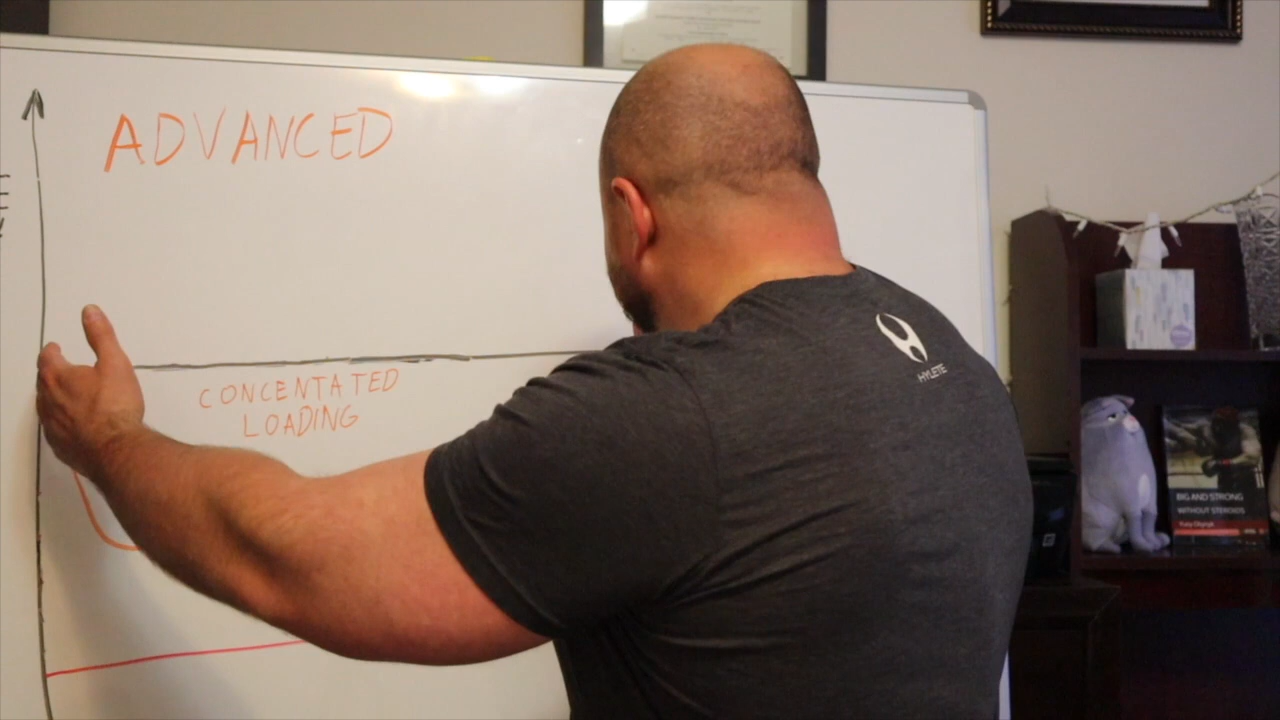 ADVANCED
CONCENTATED
LOADING
HYLETE
BIG AND STRONG
WITHOUT STEROIDS